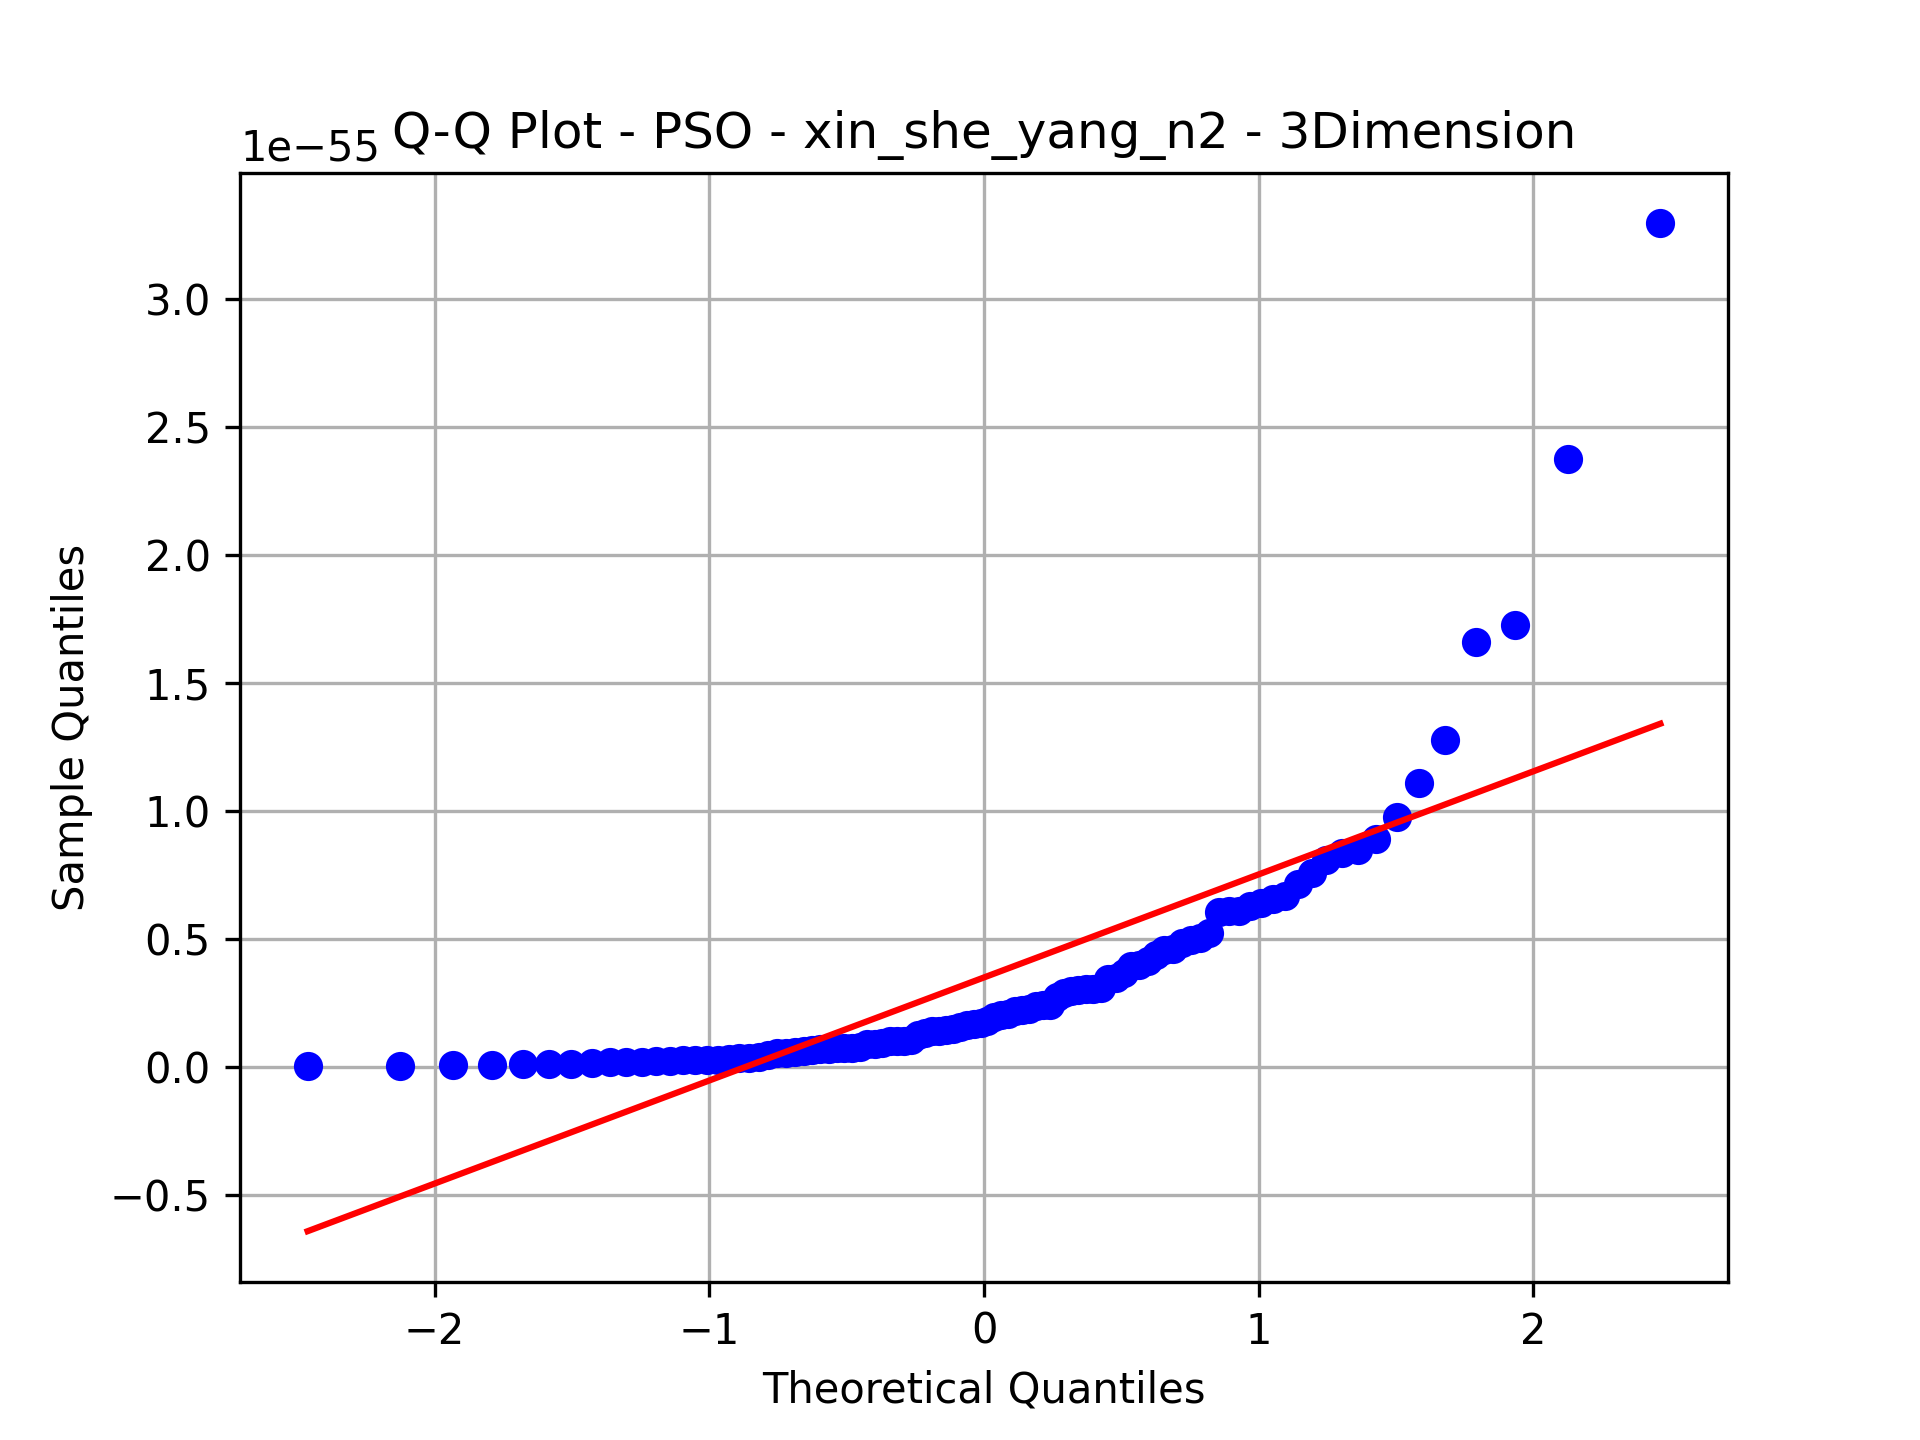 Q-Q Plot - PSO - xin_she_yang_n2 - 3Dimension
1e−55
3.0
2.5
2.0
1.5
1.0
0.5
0.0
−0.5
Sample Quantiles
−2 −1 0 1 2
Theoretical Quantiles